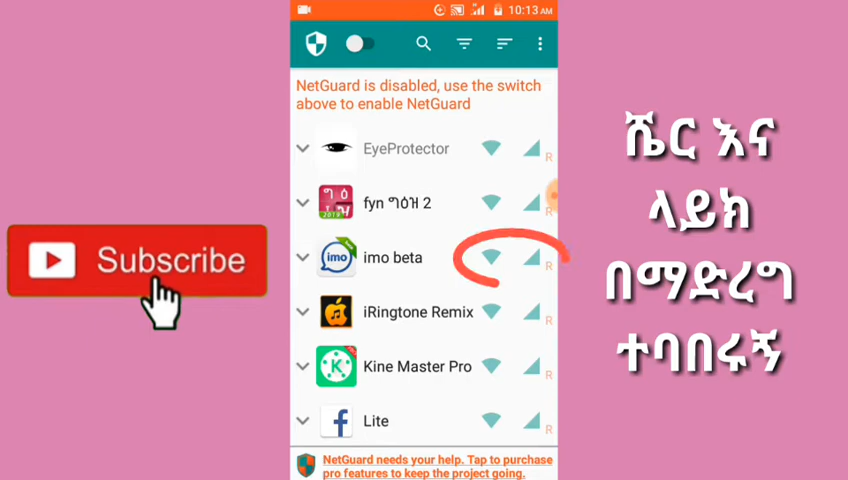 10:13 AM
NetGuard is disabled, use the switch
above to enable NetGuard
EyeProtector
R
fyn ግዕዝ 2
R
imo beta
R
iRingtone Remix
R
Kine Master Pro
R
Lite
R
NetGuard needs your help. Tap to purchase
pro features to keep the project going.
Subscribe
ሼር እና
ላይክ
በማድረግ
ተባበሩኝ